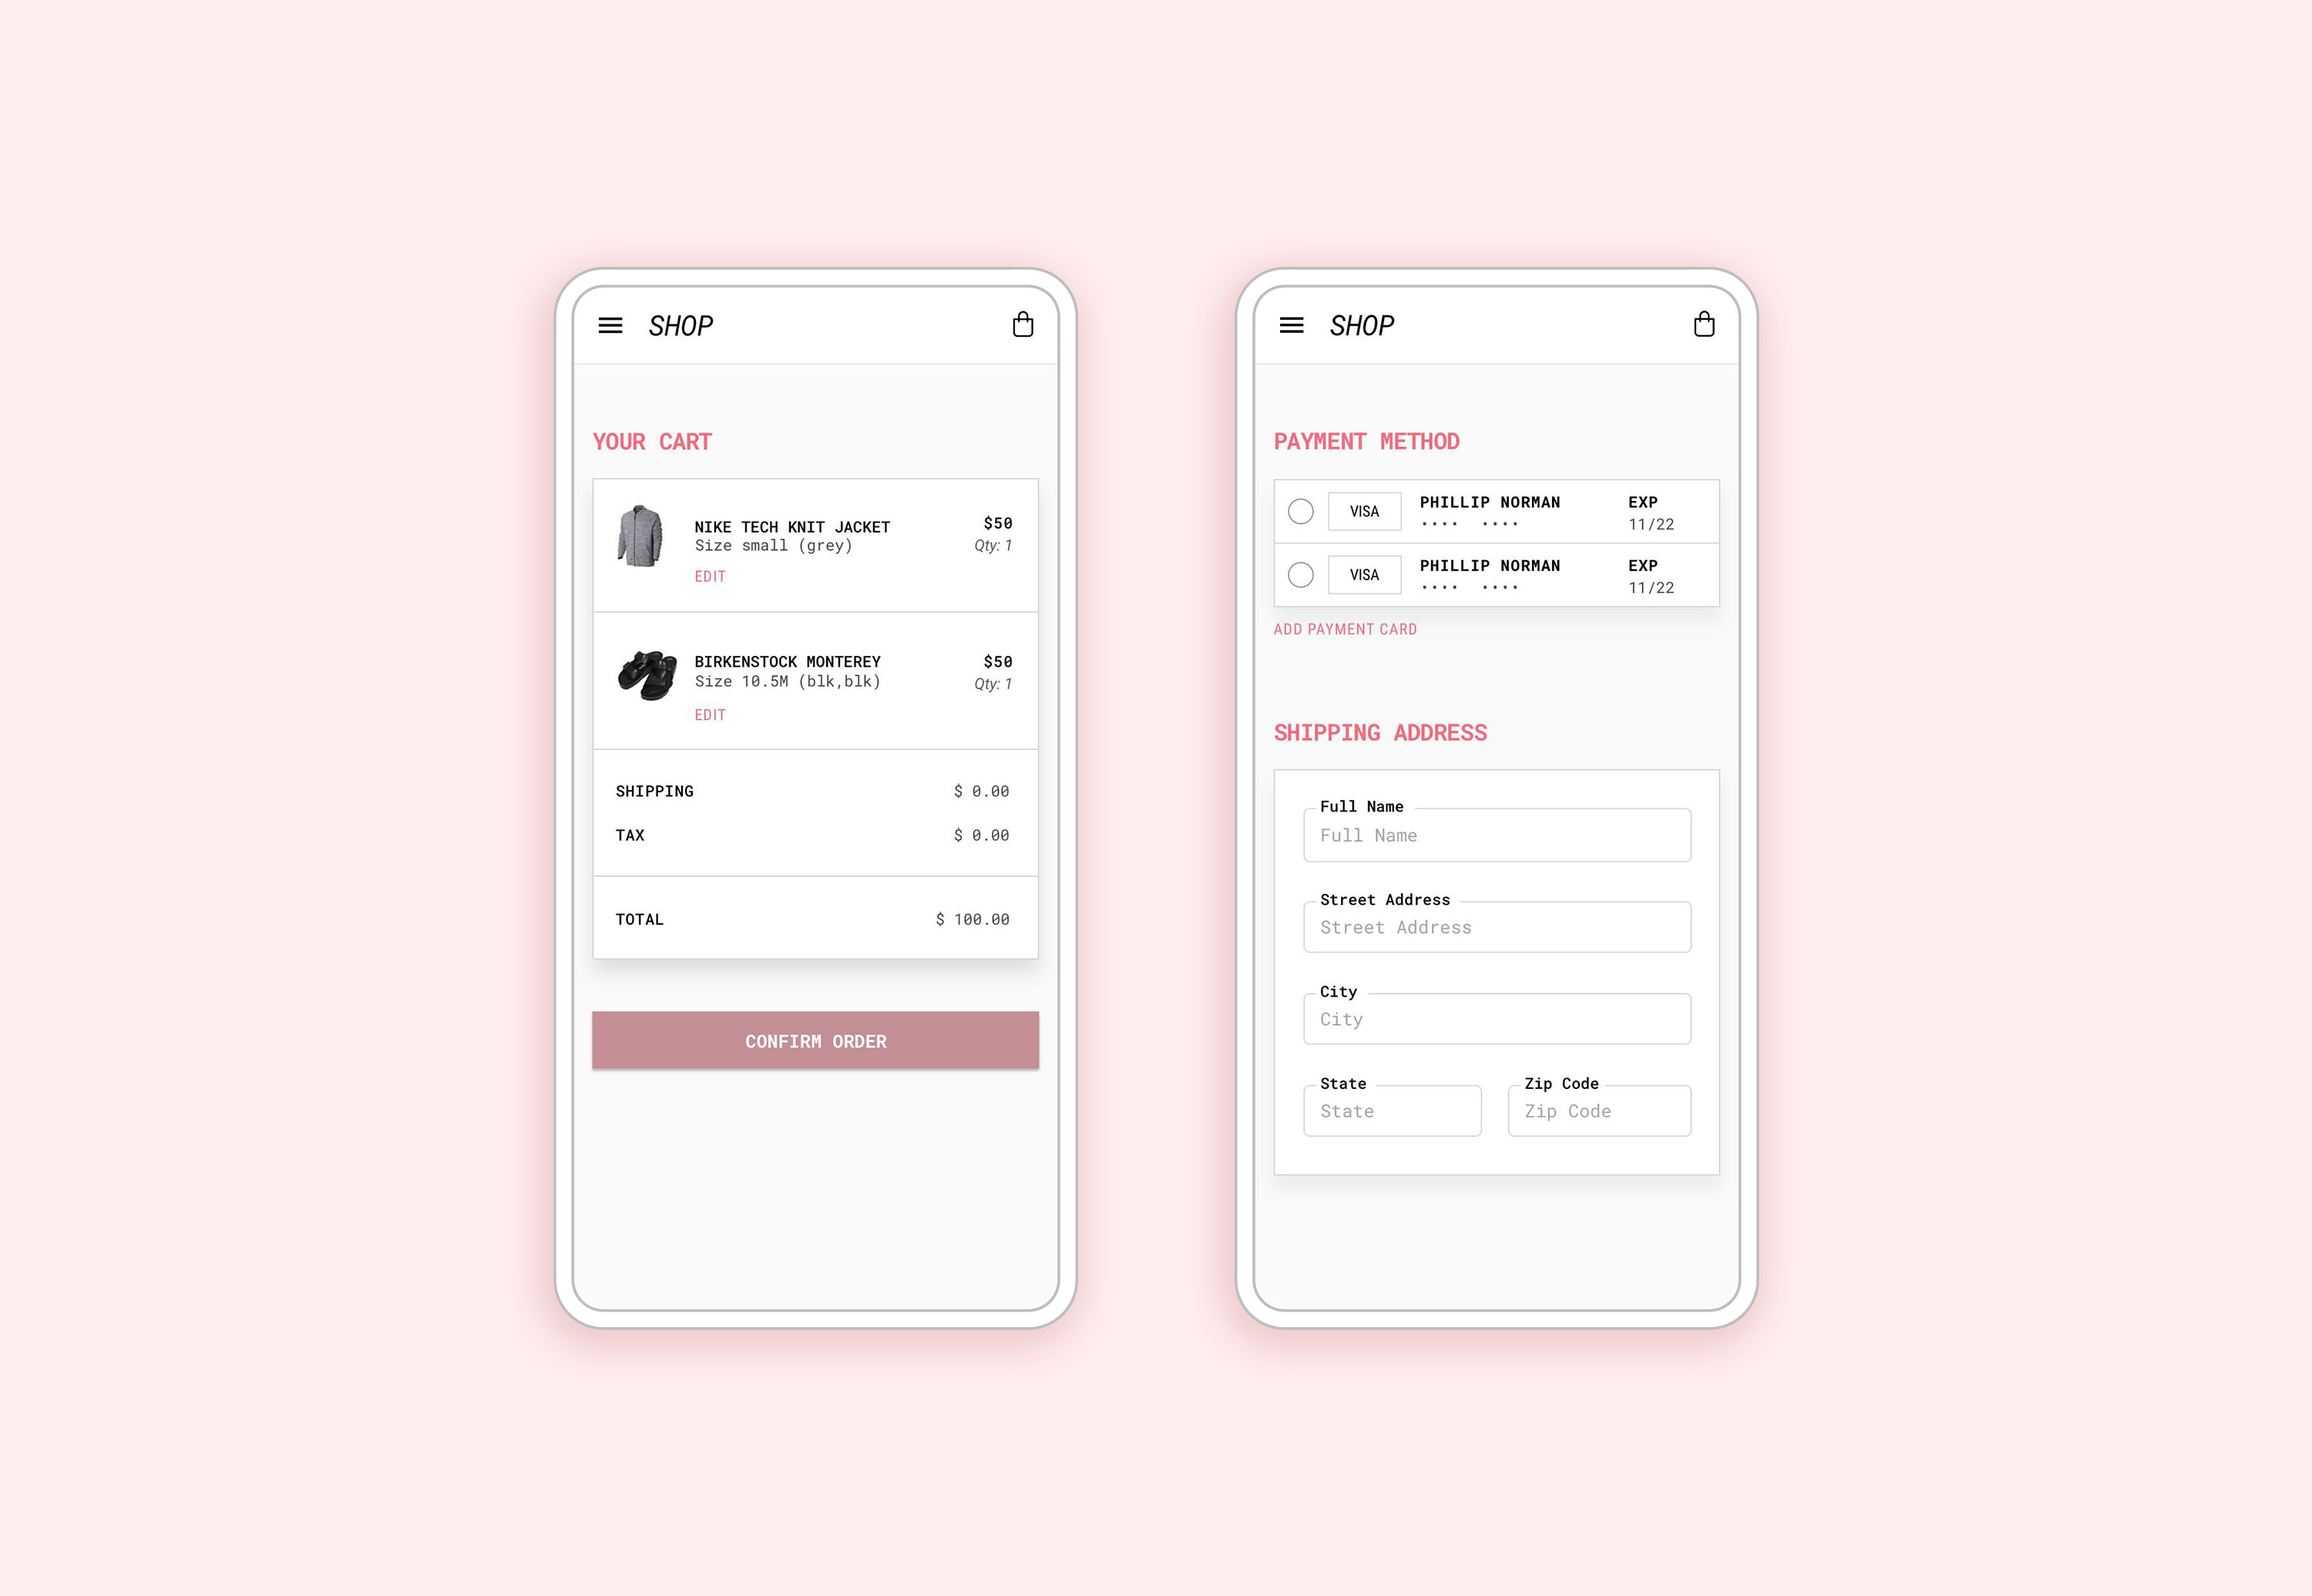 SHOP
YOUR CART
NIKE TECH KNIT JACKET $50
Size small (grey) Qty: 1
EDIT
BIRKENSTOCK MONTEREY $50
Size 10.5M (blk,blk) Qty: 1
EDIT
SHIPPING $ 0.00
TAX $ 0.00
TOTAL $ 100.00
CONFIRM ORDER
SHOP
PAYMENT METHOD
VISA PHILLIP NORMAN EXP
•••• •••• 11/22
VISA PHILLIP NORMAN EXP
•••• •••• 11/22
ADD PAYMENT CARD
SHIPPING ADDRESS
Full Name
Full Name
Street Address
Street Address
City
City
State Zip Code
State Zip Code